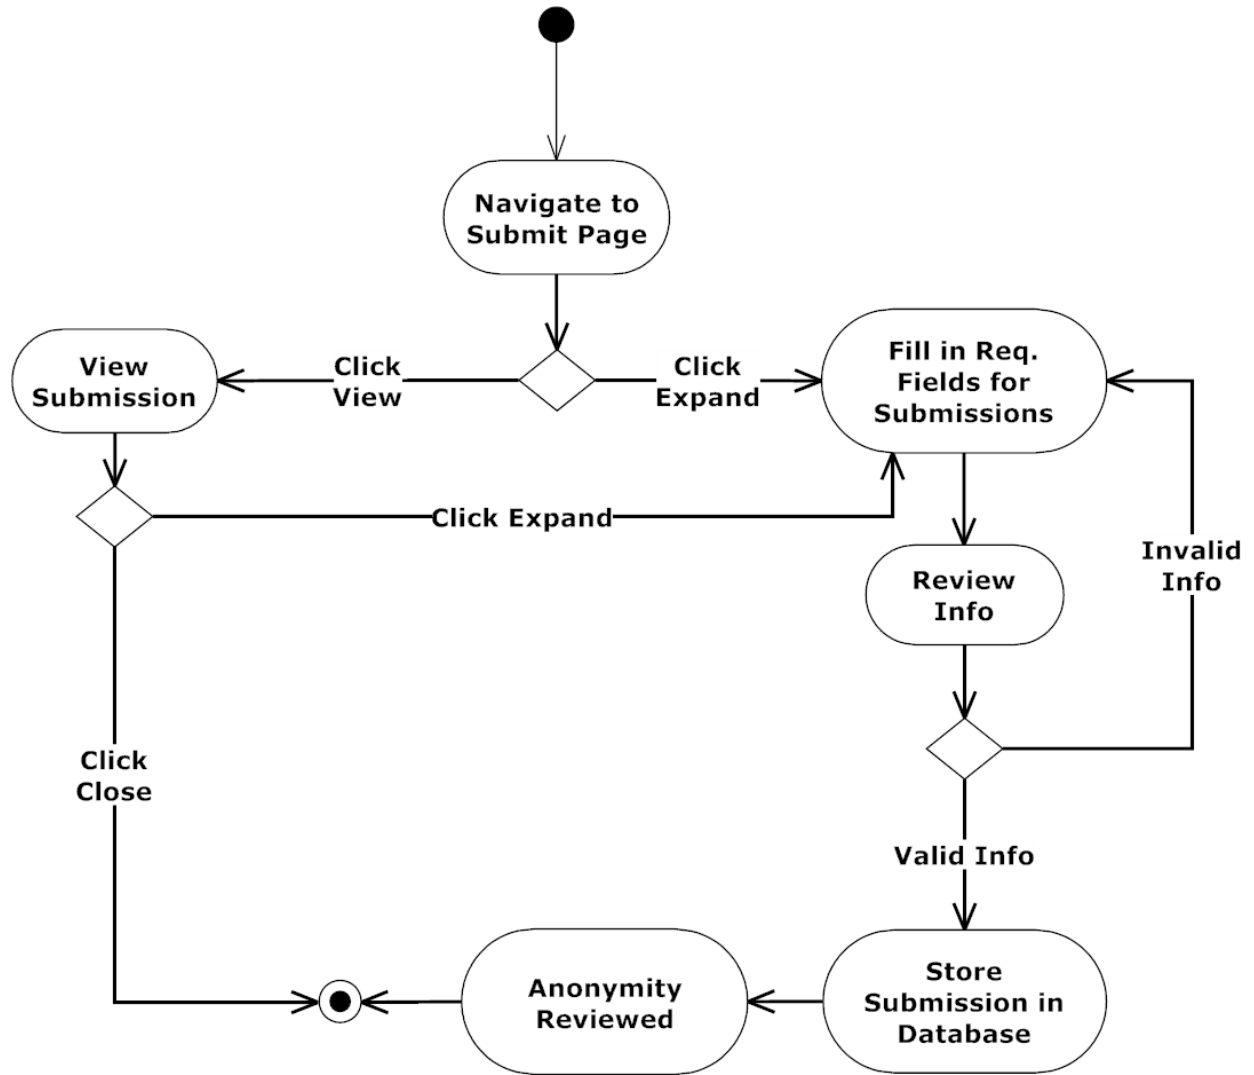 Navigate to
Submit Page
View
Submission
Click
View
Click
Expand
Fill in Req.
Fields for
Submissions
Click Expand
Review
Info
Invalid
Info
Click
Close
Valid Info
Anonymity
Reviewed
Store
Submission in
Database